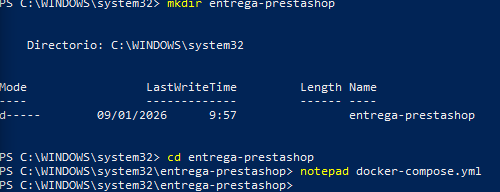 PS C:\WINDOWS\system32> mkdir entrega-prestashop
Directorio: C:\WINDOWS\system32
Mode LastWriteTime Length Name
---- ------------- ------ ----
d----- 09/01/2026 9:57 entrega-prestashop
PS C:\WINDOWS\system32> cd entrega-prestashop
PS C:\WINDOWS\system32\entrega-prestashop> notepad docker-compose.yml
PS C:\WINDOWS\system32\entrega-prestashop>